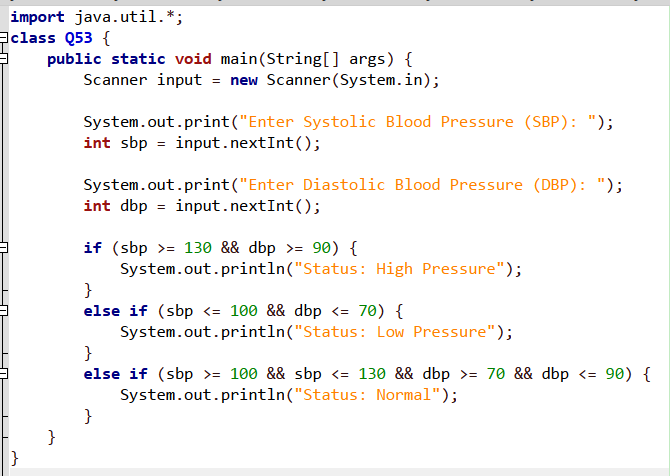 import java.util.*;
class Q53 {
    public static void main(String[] args) {
        Scanner input = new Scanner(System.in);

        System.out.print("Enter Systolic Blood Pressure (SBP): ");
        int sbp = input.nextInt();

        System.out.print("Enter Diastolic Blood Pressure (DBP): ");
        int dbp = input.nextInt();

        if (sbp >= 130 && dbp >= 90) {
            System.out.println("Status: High Pressure");
        }
        else if (sbp <= 100 && dbp <= 70) {
            System.out.println("Status: Low Pressure");
        }
        else if (sbp >= 100 && sbp <= 130 && dbp >= 70 && dbp <= 90) {
            System.out.println("Status: Normal");
        }
    }
}